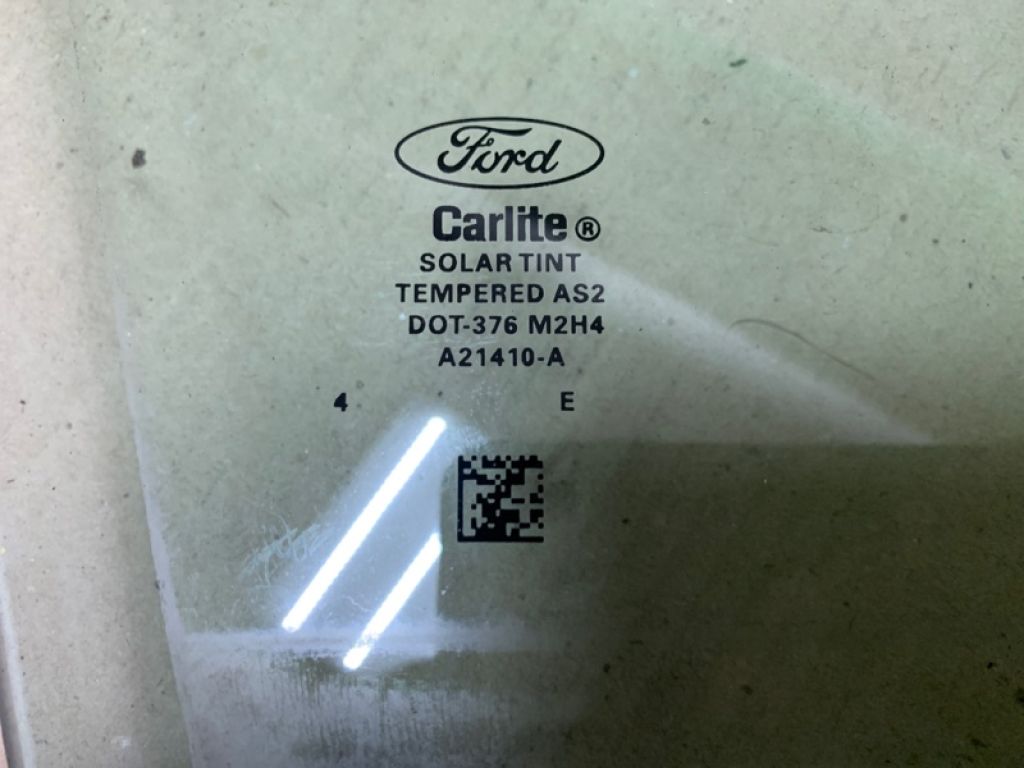 Ford
Carlite®
SOLAR TINT
TEMPERED AS2
DOT-376 M2H4
A21410-A
4 E